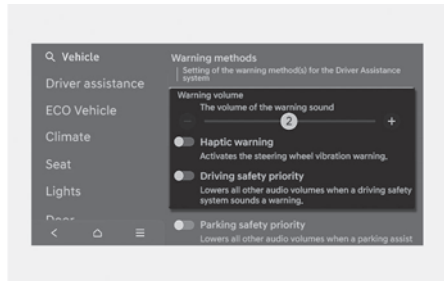 Vehicle
Driver assistance
ECO Vehicle
Climate
Seat
Lights
Door
Warning methods
Setting of the warning method(s) for the Driver Assistance
system
Warning volume
The volume of the warning sound
2
Haptic warning
Activates the steering wheel vibration warning.
Driving safety priority
Lowers all other audio volumes when a driving safety
system sounds a warning.
Parking safety priority
Lowers all other audio volumes when a parking assist